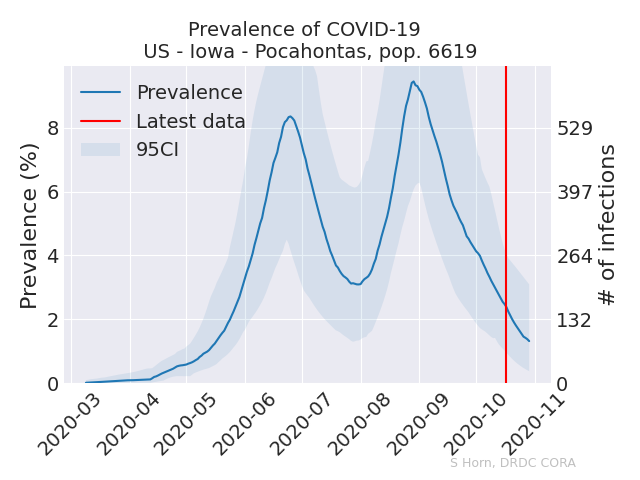 Prevalence of COVID-19
US - Iowa - Pocahontas, pop. 6619
Prevalence
Latest data
95CI
Prevalence (%)
8
6
4
2
0
529
397
264
132
0
# of infections
2020-03
2020-04
2020-05
2020-06
2020-07
2020-08
2020-09
2020-10
2020-11
S Horn, DRDC CORA